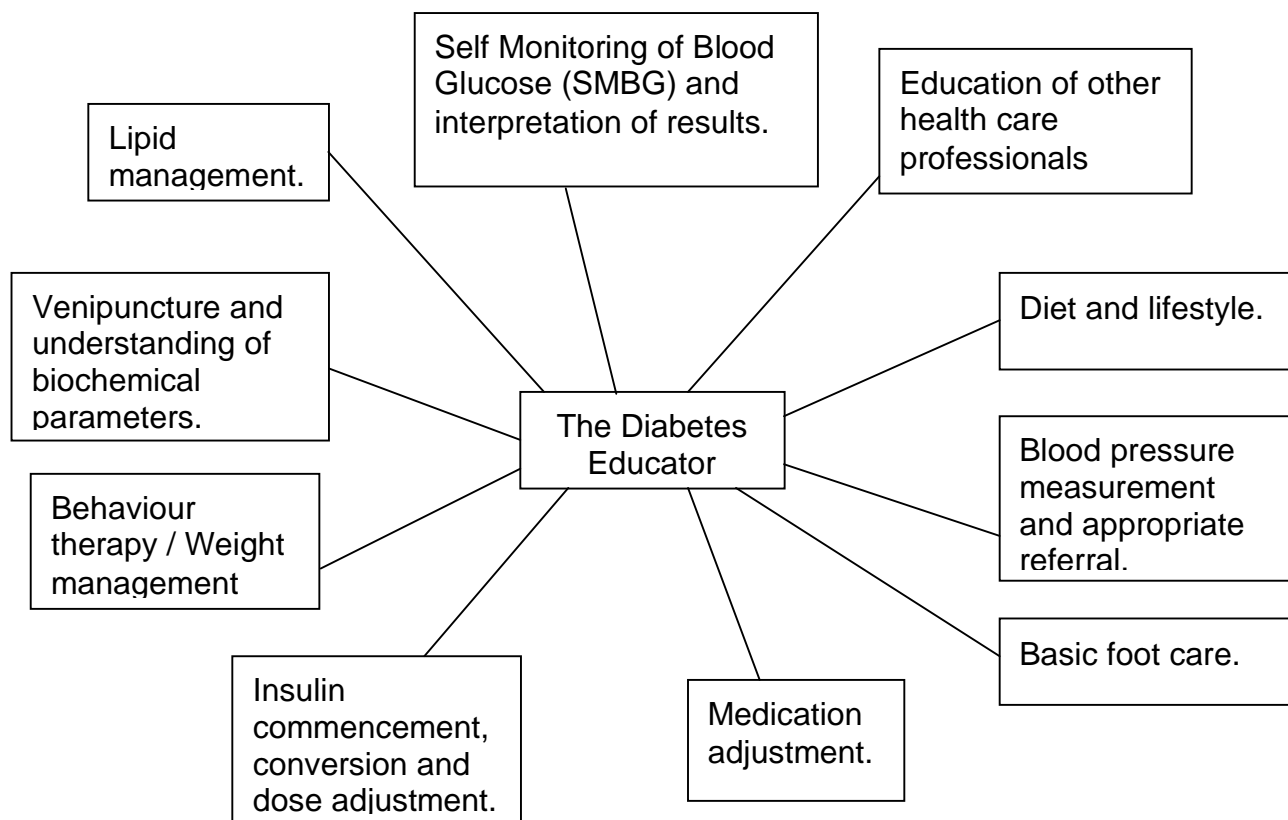 Self Monitoring of Blood
Glucose (SMBG) and
interpretation of results.
Education of other
health care
professionals
Lipid
management.
Venipuncture and
understanding of
biochemical
parameters.
Diet and lifestyle.
The Diabetes
Educator
Blood pressure
measurement
and appropriate
referral.
Behaviour
therapy / Weight
management
Basic foot care.
Insulin
commencement,
conversion and
dose adjustment.
Medication
adjustment.